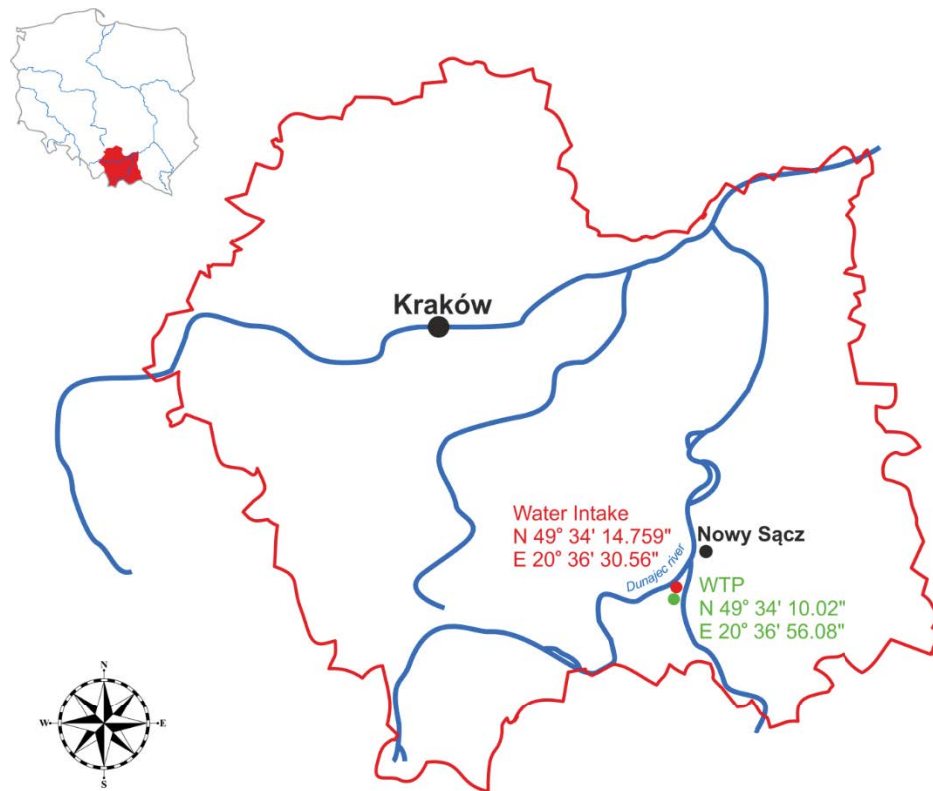 Kraków
Water Intake
N 49° 34' 14.759"
E 20° 36' 30.56"
Nowy Sącz
Dunajec river
WTP
N 49° 34' 10.02"
E 20° 36' 56.08"
N
W
E
S